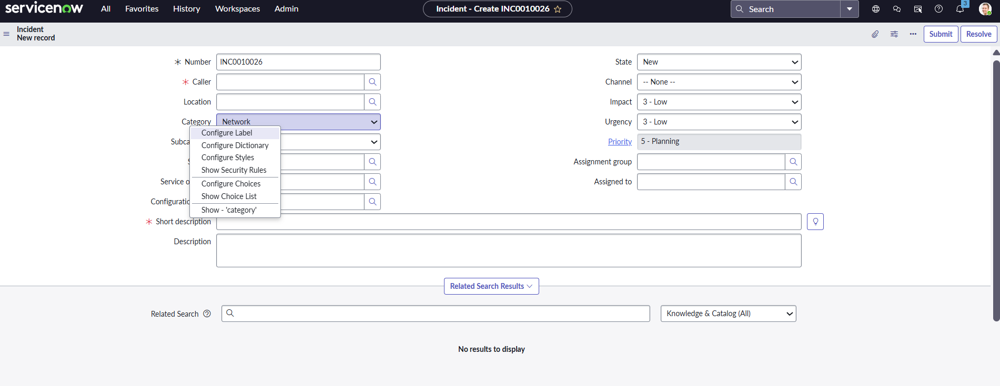 servicenow All Favorites History Workspaces Admin Incident - Create INC0010026 Search 3
Incident
New record
Submit Resolve
Number INC0010026 State New
Caller Channel -- None --
Location Impact 3 - Low
Category Network Urgency 3 - Low
Configure Label
Subca Priority 5 - Planning
Configure Dictionary
Configure Styles
S Assignment group
Show Security Rules
Service o Assigned to
Configure Choices
Show Choice List
Configuratio
Show - 'category'
Short description
Description
Related Search Results
Related Search Knowledge & Catalog (All)
No results to display